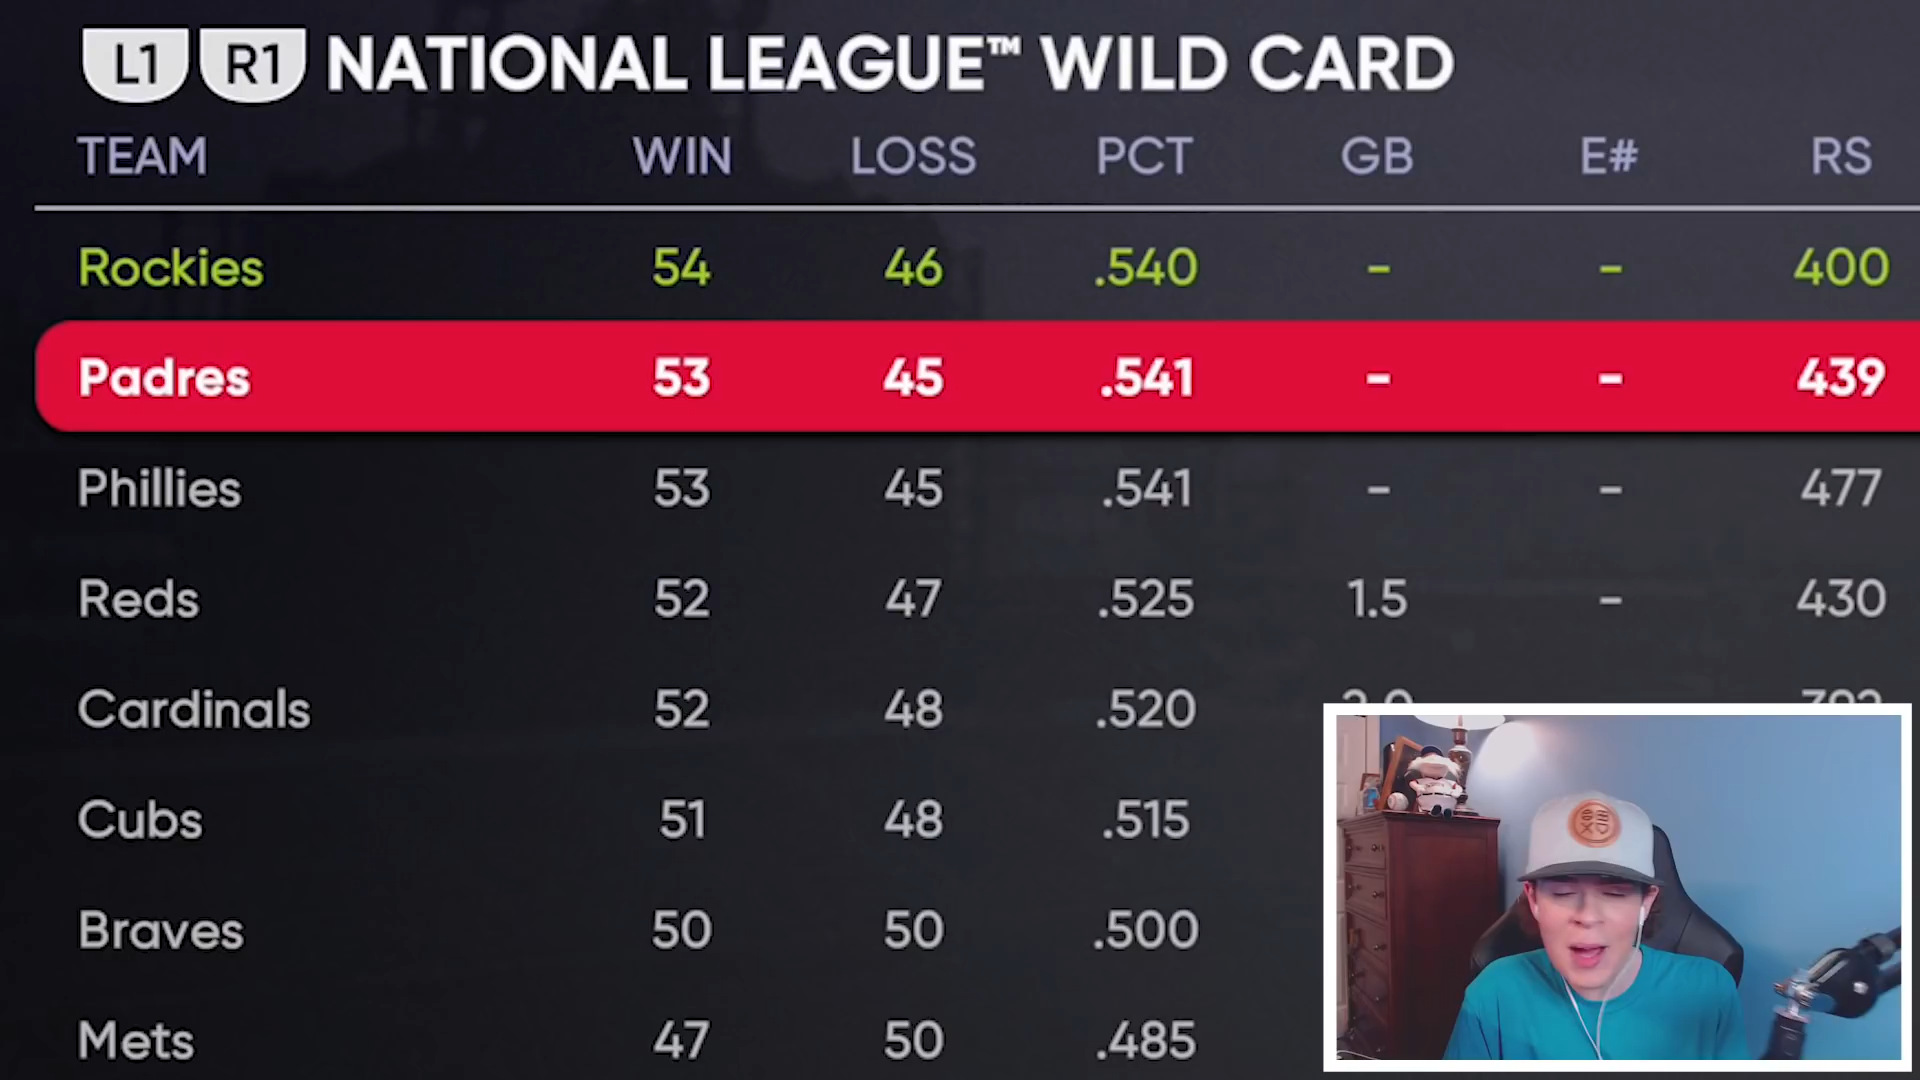 L1 R1 NATIONAL LEAGUE™ WILD CARD
TEAM WIN LOSS PCT GB E# RS
Rockies 54 46 .540 - - 400
Padres 53 45 .541 - - 439
Phillies 53 45 .541 - - 477
Reds 52 47 .525 1.5 - 430
Cardinals 52 48 .520
Cubs 51 48 .515
Braves 50 50 .500
Mets 47 50 .485